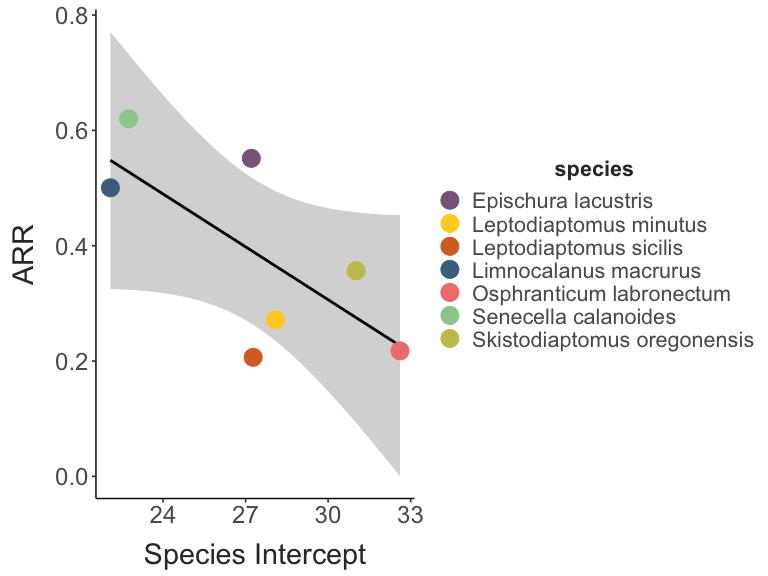 0.8
0.6
0.4
0.2
0.0
ARR
24 27 30 33
Species Intercept
species
Epischura lacustris
Leptodiaptomus minutus
Leptodiaptomus sicilis
Limnocalanus macrurus
Osphranticum labronectum
Senecella calanoides
Skistodiaptomus oregonensis